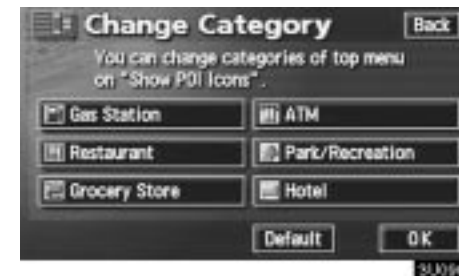 Change Category
Back
You can change categories of top menu
on "Show POI Icons".
Gas Station
ATM
Restaurant
Park/Recreation
Grocery Store
Hotel
Default
OK